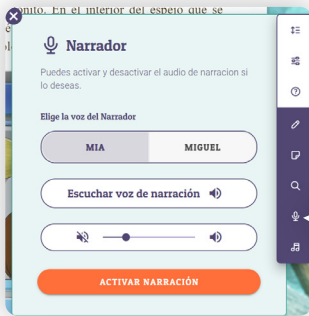 onito. En el interior del espejo que se
Narrador
Puedes activar y desactivar el audio de narracion si
lo deseas.
Elige la voz del Narrador
MIA
MIGUEL
Escuchar voz de narración
ACTIVAR NARRACIÓN